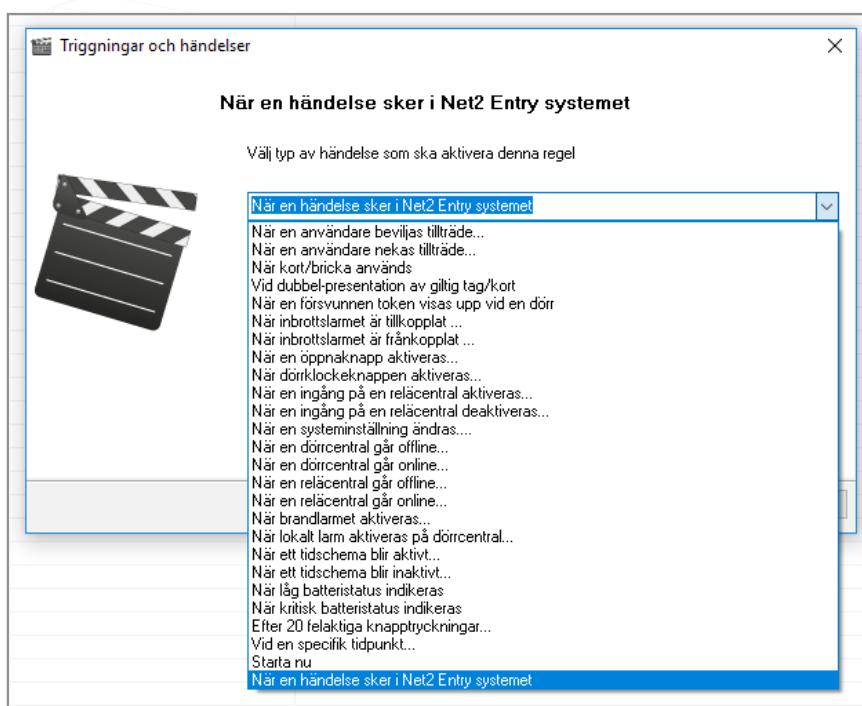 Triggningar och händelser
När en händelse sker i Net2 Entry systemet
Välj typ av händelse som ska aktivera denna regel
När en händelse sker i Net2 Entry systemet
När en användare beviljas tillträde...
När en användare nekas tillträde...
När kort/bricka används
Vid dubbel-presentation av giltig tag/kort
När en försvunnen token visas upp vid en dörr
När inbrottslarmet är tillkopplat ...
När inbrottslarmet är frånkopplat ...
När en öppnaknapp aktiveras...
När dörrklockeknappen aktiveras...
När en ingång på en reläcentral aktiveras...
När en ingång på en reläcentral deaktiveras...
När en systeminställning ändras....
När en dörrcentral går offline...
När en dörrcentral går online...
När en reläcentral går offline...
När en reläcentral går online...
När brandlarmet aktiveras...
När lokalt larm aktiveras på dörrcentral...
När ett tidschema blir aktivt...
När ett tidschema blir inaktivt...
När låg batteristatus indikeras
När kritisk batteristatus indikeras
Efter 20 felaktiga knapptryckningar...
Vid en specifik tidpunkt...
Starta nu
När en händelse sker i Net2 Entry systemet